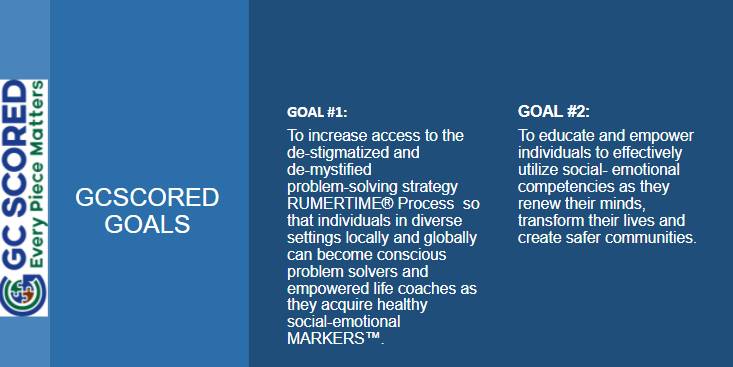 GC SCORED
Every Piece Matters
GCSCORED
GOALS
GOAL #1:
To increase access to the
de-stigmatized and
de-mystified
problem-solving strategy
RUMERTIME® Process  so
that individuals in diverse
settings locally and globally
can become conscious
problem solvers and
empowered life coaches as
they acquire healthy
social-emotional
MARKERS™.
GOAL #2:
To educate and empower
individuals to effectively
utilize social- emotional
competencies as they
renew their minds,
transform their lives and
create safer communities.